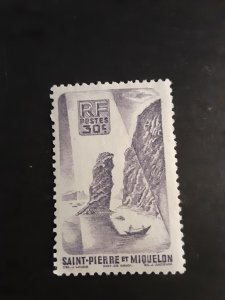 RF
POSTES
30c
SAINT-PIERRE ET MIQUELON